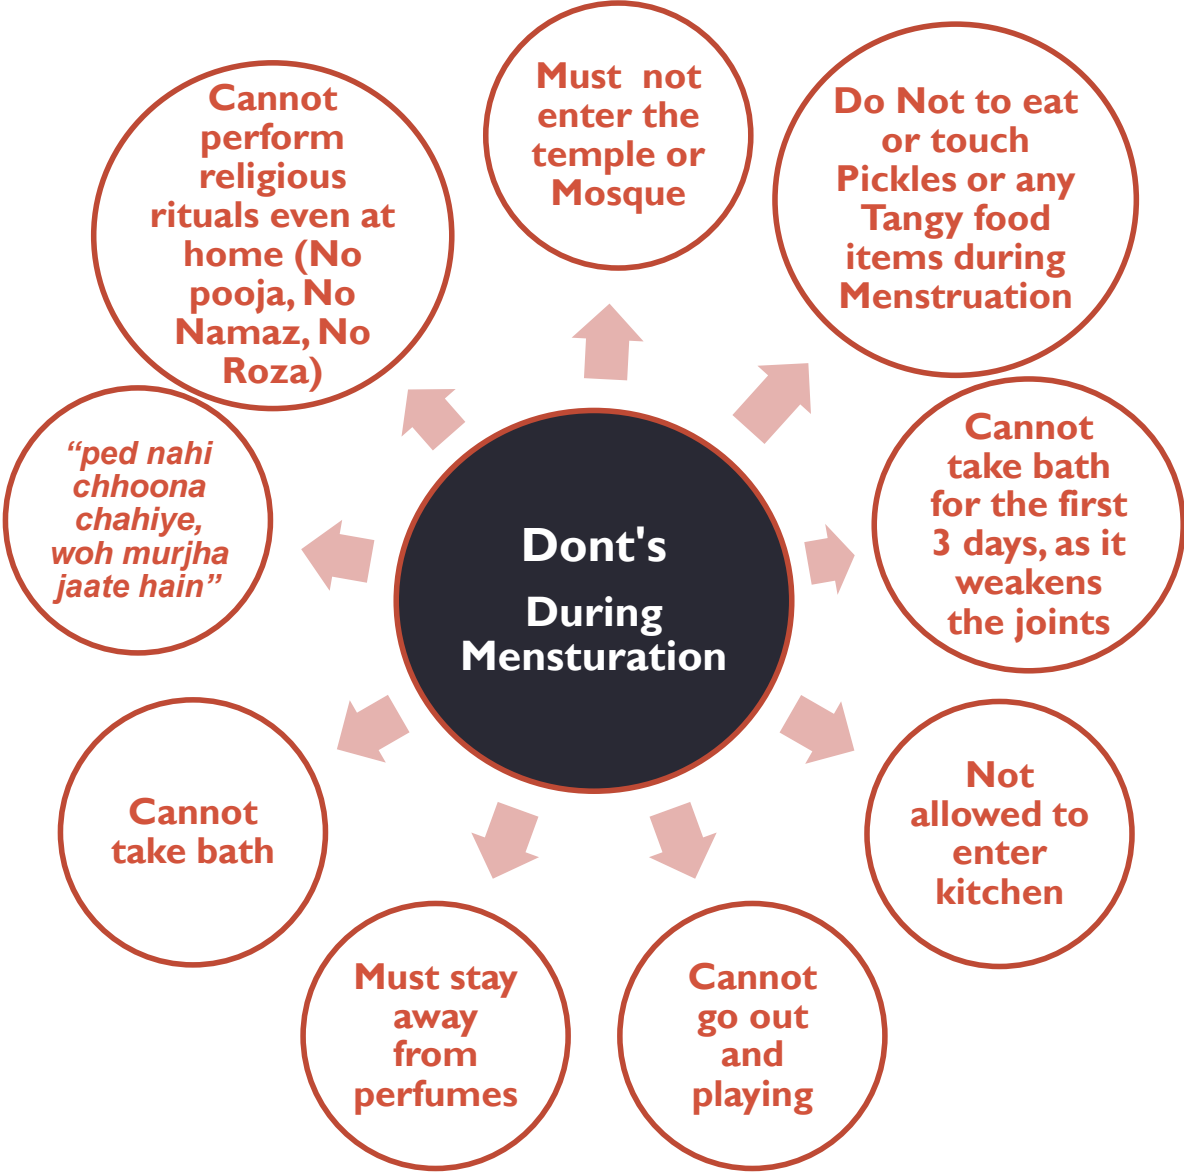 Dont's
During
Mensturation
Must  not
enter the
temple or
Mosque
Do Not to eat
or touch
Pickles or any
Tangy food
items during
Menstruation
Cannot
take bath
for the first
3 days, as it
weakens
the joints
Not
allowed to
enter
kitchen
Cannot
go out
and
playing
Must stay
away
from
perfumes
Cannot
take bath
“ped nahi
chhoona
chahiye,
woh murjha
jaate hain”
Cannot
perform
religious
rituals even at
home (No
pooja, No
Namaz, No
Roza)